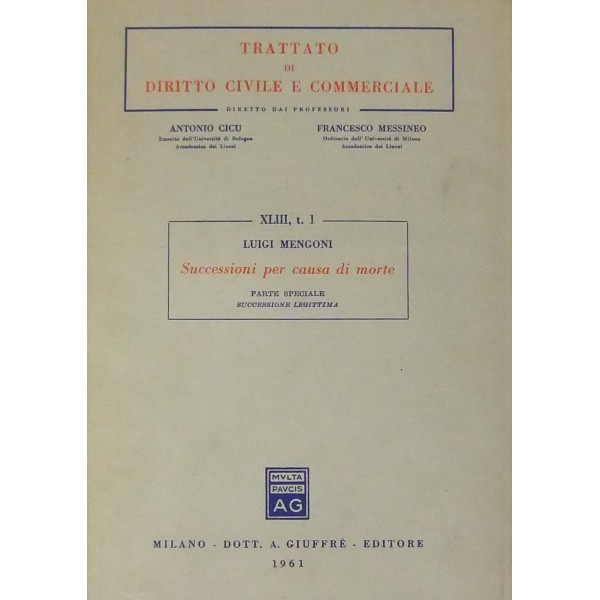 TRATTATO
DI
DIRITTO CIVILE E COMMERCIALE
DIRETTO DAI PROFESSORI
ANTONIO CICU
Emerito dell'Università di Bologna
Accademico dei Lincei
FRANCESCO MESSINEO
Ordinario dell'Università di Milano
Accademico dei Lincei
XLIII, t. 1
LUIGI MENGONI
Successioni per causa di morte
PARTE SPECIALE
SUCCESSIONE LEGITTIMA
MVLTA
PAVCIS
AG
MILANO - DOTT. A. GIUFFRÈ - EDITORE
1961